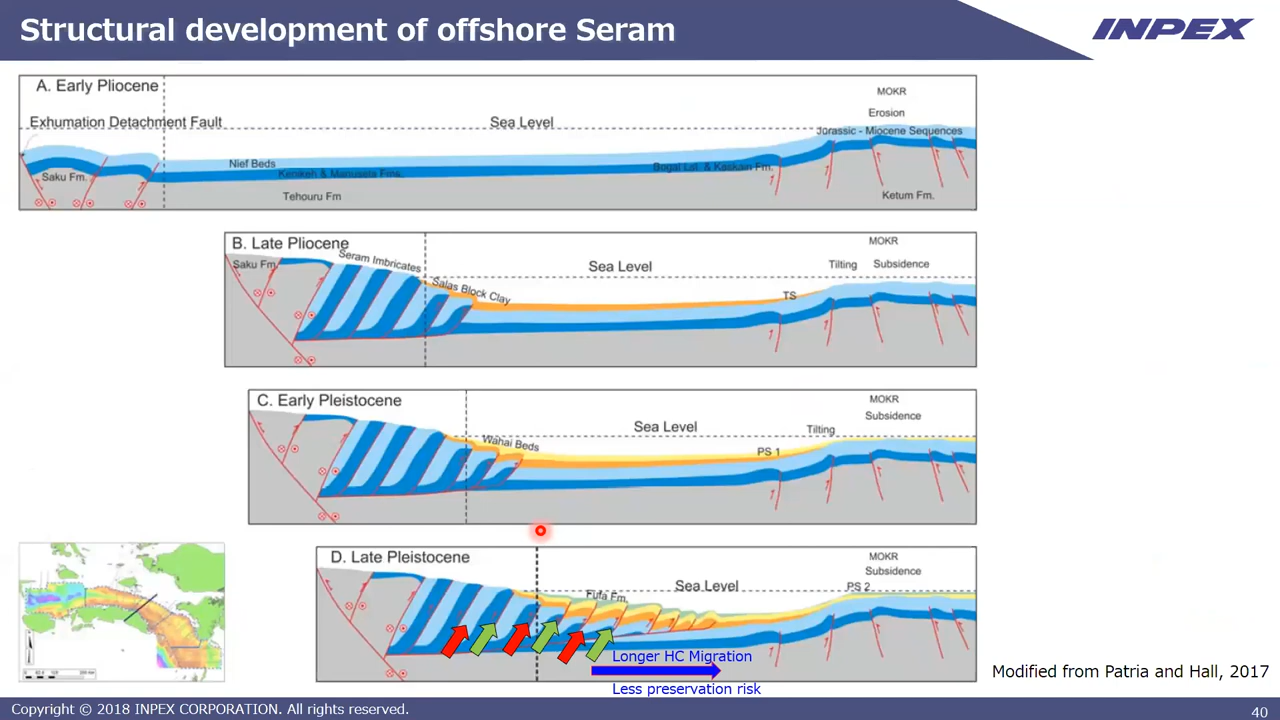 Structural development of offshore Seram
INPEX
A. Early Pliocene
MOKR
Erosion
Exhumation Detachment Fault
Sea Level
Jurassic - Miocene Sequences
Nief Beds
Kanikeh & Manusela Fms.
Bogal Lst. & Kaskain Fm.
Saku Fm.
Tehouru Fm
Ketum Fm.
B. Late Pliocene
MOKR
Saku Fm.
Seram Imbricates
Sea Level
Tilting
Subsidence
Salas Block Clay
TS
C. Early Pleistocene
MOKR
Subsidence
Sea Level
Tilting
Wahai Beds
PS 1
D. Late Pleistocene
MOKR
Subsidence
Sea Level
PS 2
Fufa Fm.
Longer HC Migration
Less preservation risk
Modified from Patria and Hall, 2017
Copyright © 2018 INPEX CORPORATION. All rights reserved.
40